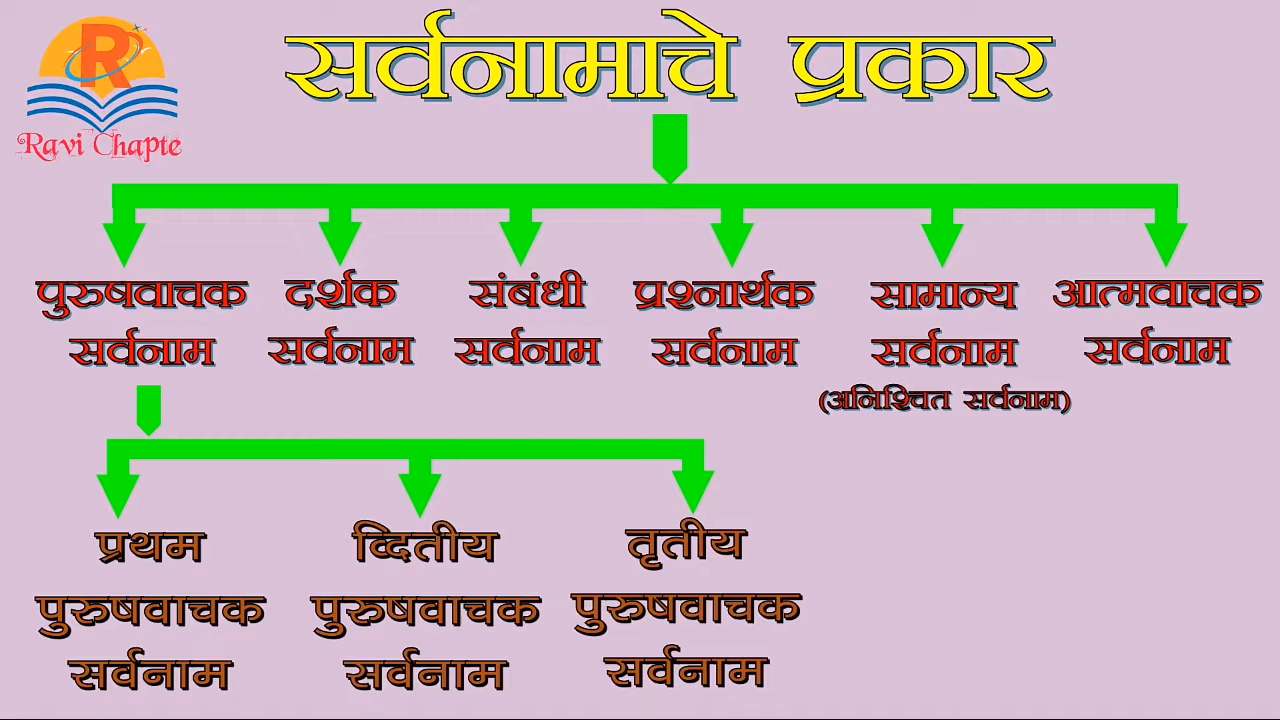 Ravi Chapte
सर्वनामाचे प्रकार
पुरुषवाचक सर्वनाम
दर्शक सर्वनाम
संबंधी सर्वनाम
प्रश्नार्थक सर्वनाम
सामान्य सर्वनाम
(अनिश्चित सर्वनाम)
आत्मवाचक सर्वनाम
प्रथम
पुरुषवाचक
सर्वनाम
व्दितीय
पुरुषवाचक
सर्वनाम
तृतीय
पुरुषवाचक
सर्वनाम